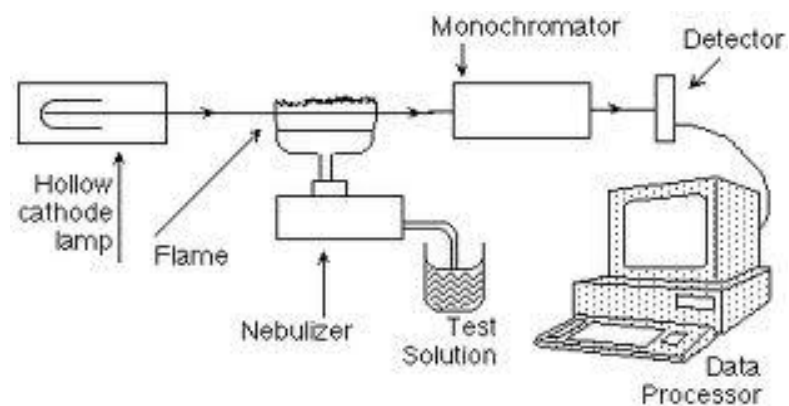 Monochromator
Detector
Hollow
cathode
lamp
Flame
Nebulizer
Test
Solution
Data
Processor